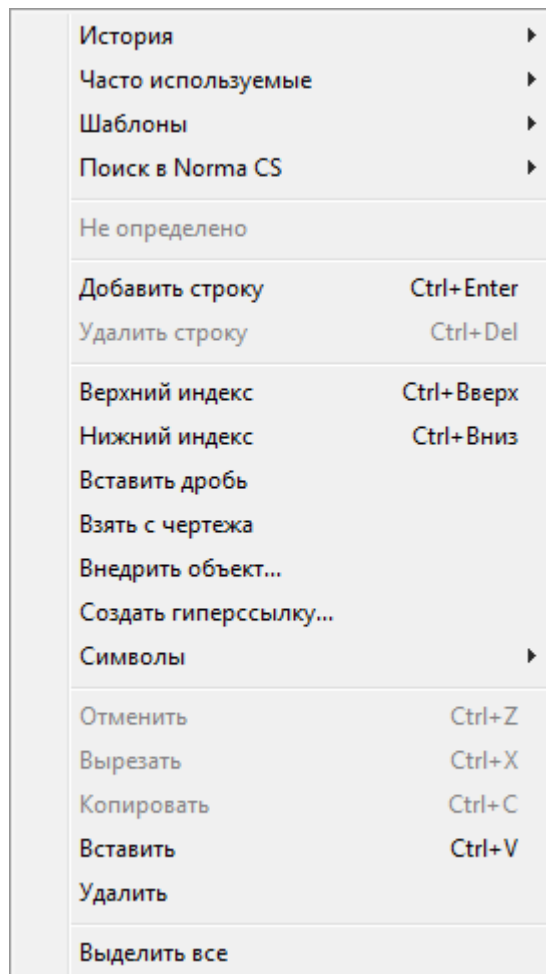 История
Часто используемые
Шаблоны
Поиск в Norma CS
Не определено
Добавить строку Ctrl+Enter
Удалить строку Ctrl+Del
Верхний индекс Ctrl+Вверх
Нижний индекс Ctrl+Вниз
Вставить дробь
Взять с чертежа
Внедрить объект...
Создать гиперссылку...
Символы
Отменить Ctrl+Z
Вырезать Ctrl+X
Копировать Ctrl+C
Вставить Ctrl+V
Удалить
Выделить все